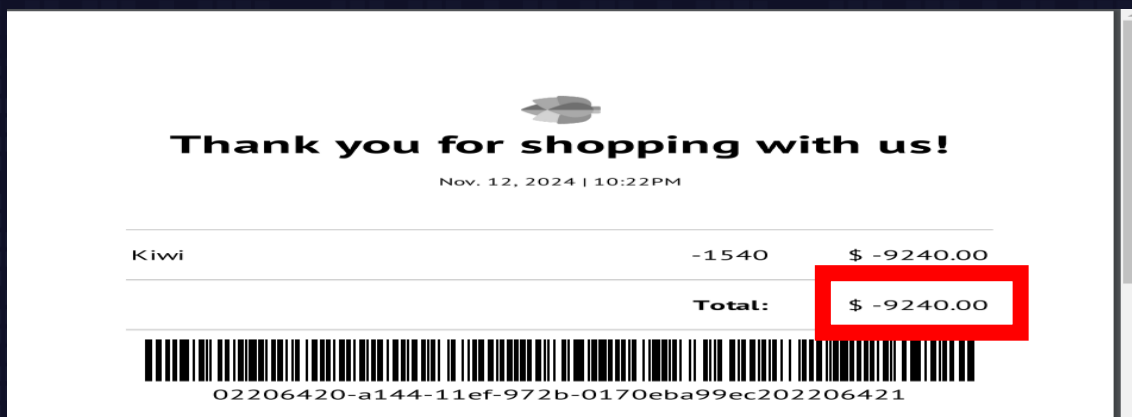 Thank you for shopping with us!
Nov. 12, 2024 | 10:22PM
Kiwi -1540 $ -9240.00
Total: $ -9240.00
02206420-a144-11ef-972b-0170eba99ec202206421